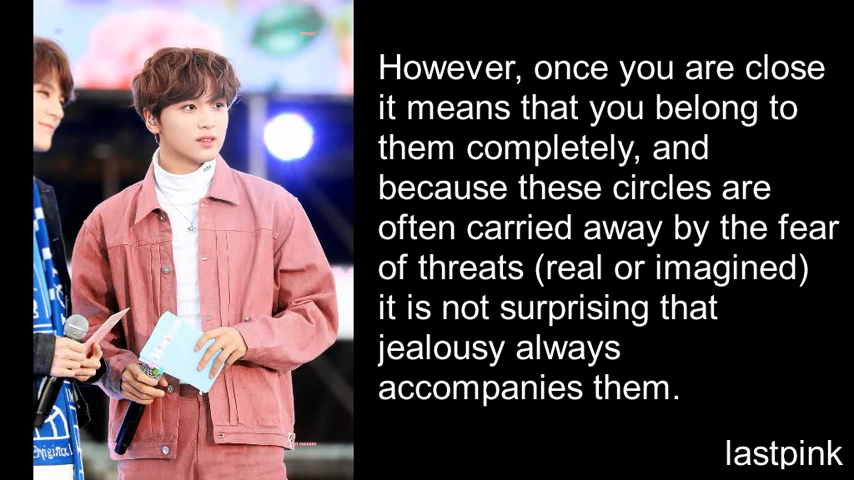 However, once you are close
it means that you belong to
them completely, and
because these circles are
often carried away by the fear
of threats (real or imagined)
it is not surprising that
jealousy always
accompanies them.
lastpink